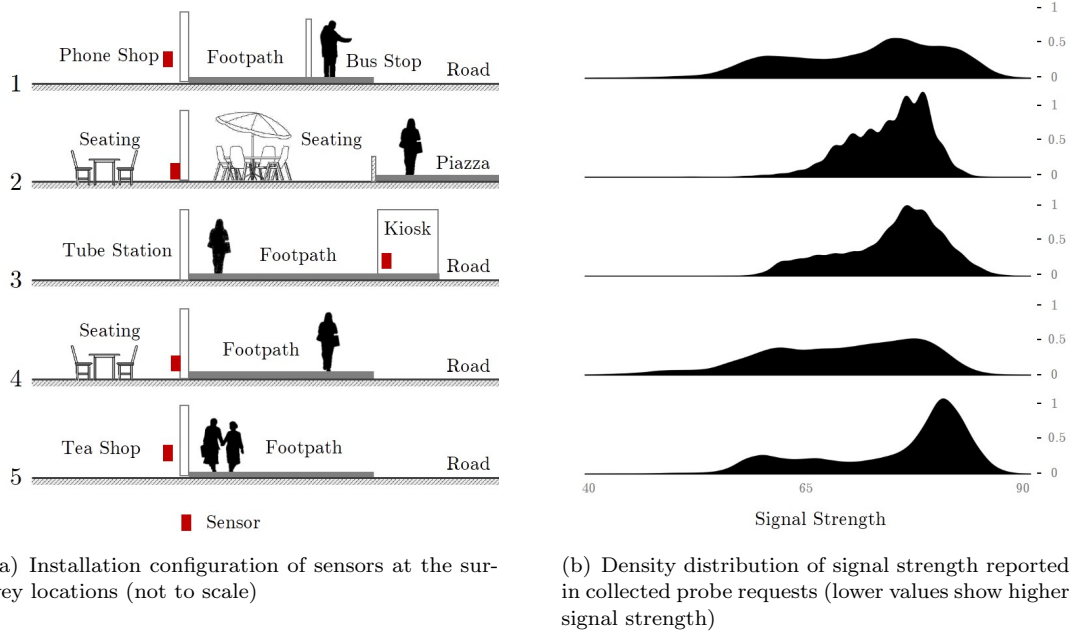 Phone Shop Footpath Bus Stop Road
1
Seating Seating Piazza
2
Tube Station Footpath Kiosk Road
3
Seating Footpath Road
4
Tea Shop Footpath Road
5
Sensor
a) Installation configuration of sensors at the sur-
ey locations (not to scale)
1
0.5
0
1
0.5
0
1
0.5
0
1
0.5
0
1
0.5
0
40 65 90
Signal Strength
(b) Density distribution of signal strength reported
in collected probe requests (lower values show higher
signal strength)